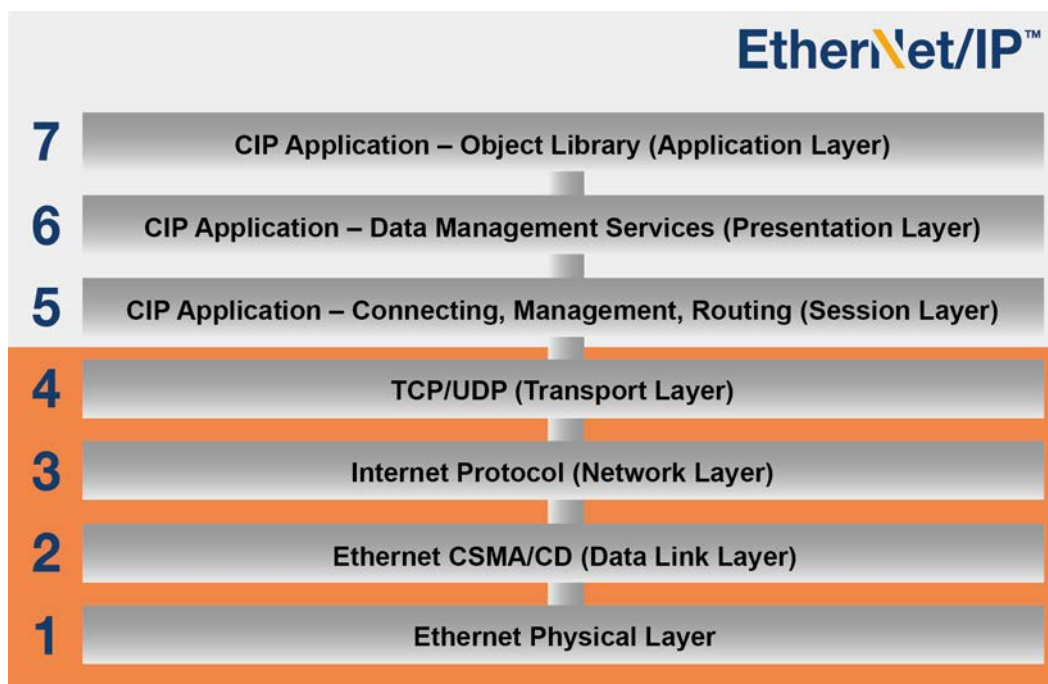 EtherNet/IP™
7
CIP Application – Object Library (Application Layer)
6
CIP Application – Data Management Services (Presentation Layer)
5
CIP Application – Connecting, Management, Routing (Session Layer)
4
TCP/UDP (Transport Layer)
3
Internet Protocol (Network Layer)
2
Ethernet CSMA/CD (Data Link Layer)
1
Ethernet Physical Layer